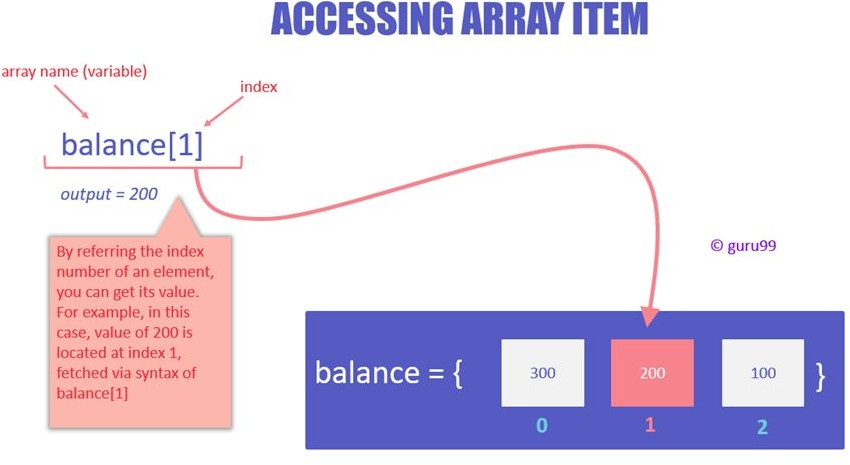 ACCESSING ARRAY ITEM
array name (variable)
index
balance[1]
output = 200
By referring the index
number of an element,
you can get its value.
For example, in this
case, value of 200 is
located at index 1,
fetched via syntax of
balance[1]
© guru99
balance = { 300 200 100 }
0 1 2